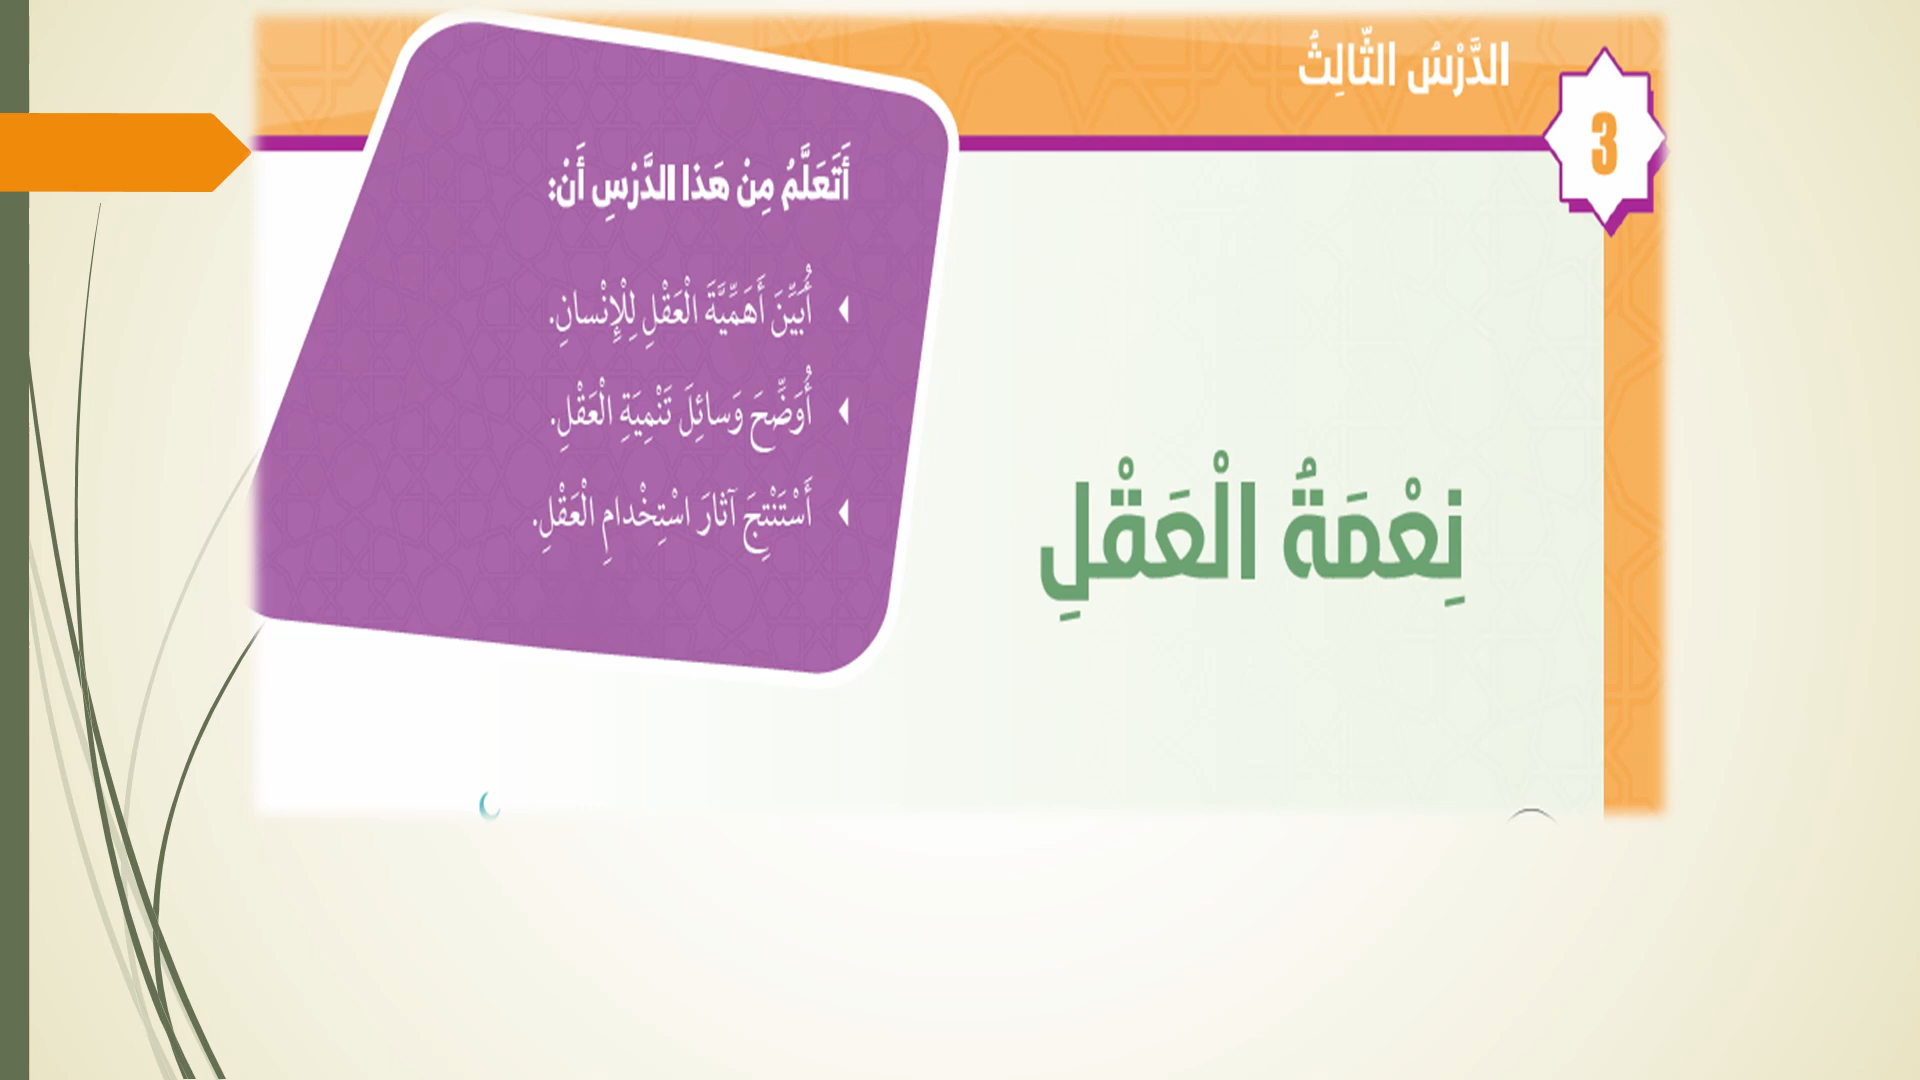 الدَّرْسُ الثّالِثُ
3
نِعْمَةُ الْعَقْلِ
أَتَعَلَّمُ مِنْ هَذا الدَّرْسِ أَنْ:
أُبَيِّنَ أَهَمِّيَّةَ الْعَقْلِ لِلْإِنْسانِ.
أُوَضِّحَ وَسائِلَ تَنْمِيَةِ الْعَقْلِ.
أَسْتَنْتِجَ آثارَ اسْتِخْدامِ الْعَقْلِ.